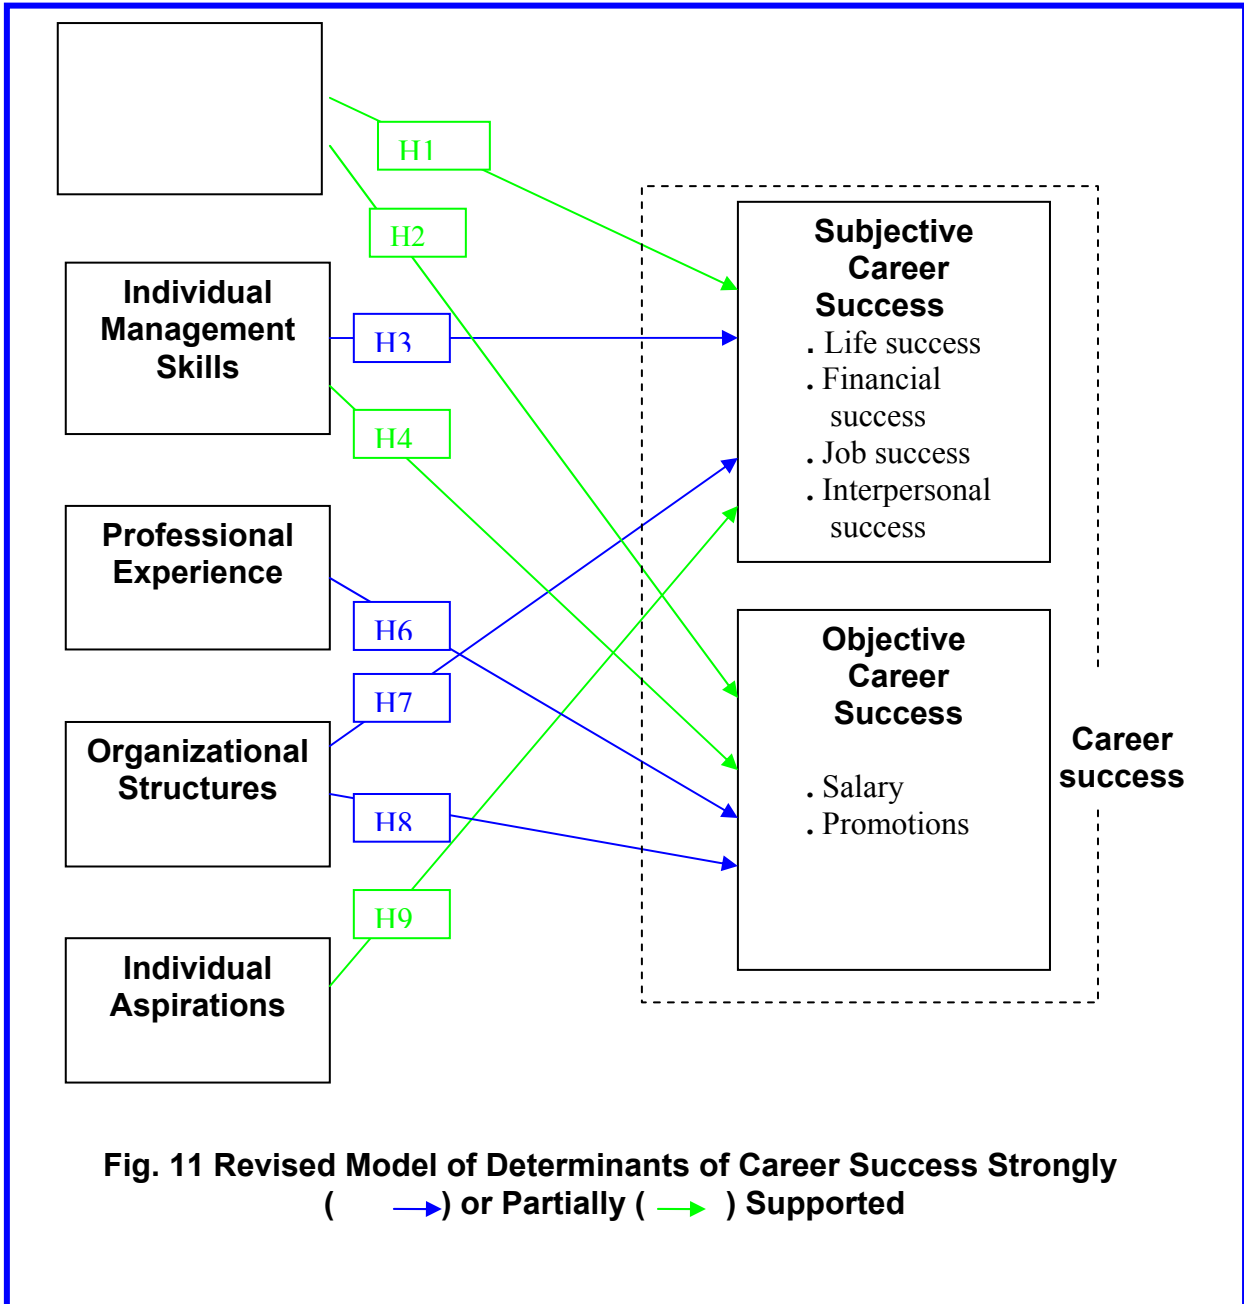 H1
H2
Individual
Management
Skills
H3
H4
Professional
Experience
H6
H7
Organizational
Structures
H8
H9
Individual
Aspirations
Subjective
Career
Success
. Life success
. Financial
success
. Job success
. Interpersonal
success
Objective
Career
Success
. Salary
. Promotions
Career
success
Fig. 11 Revised Model of Determinants of Career Success Strongly
( ) or Partially ( ) Supported